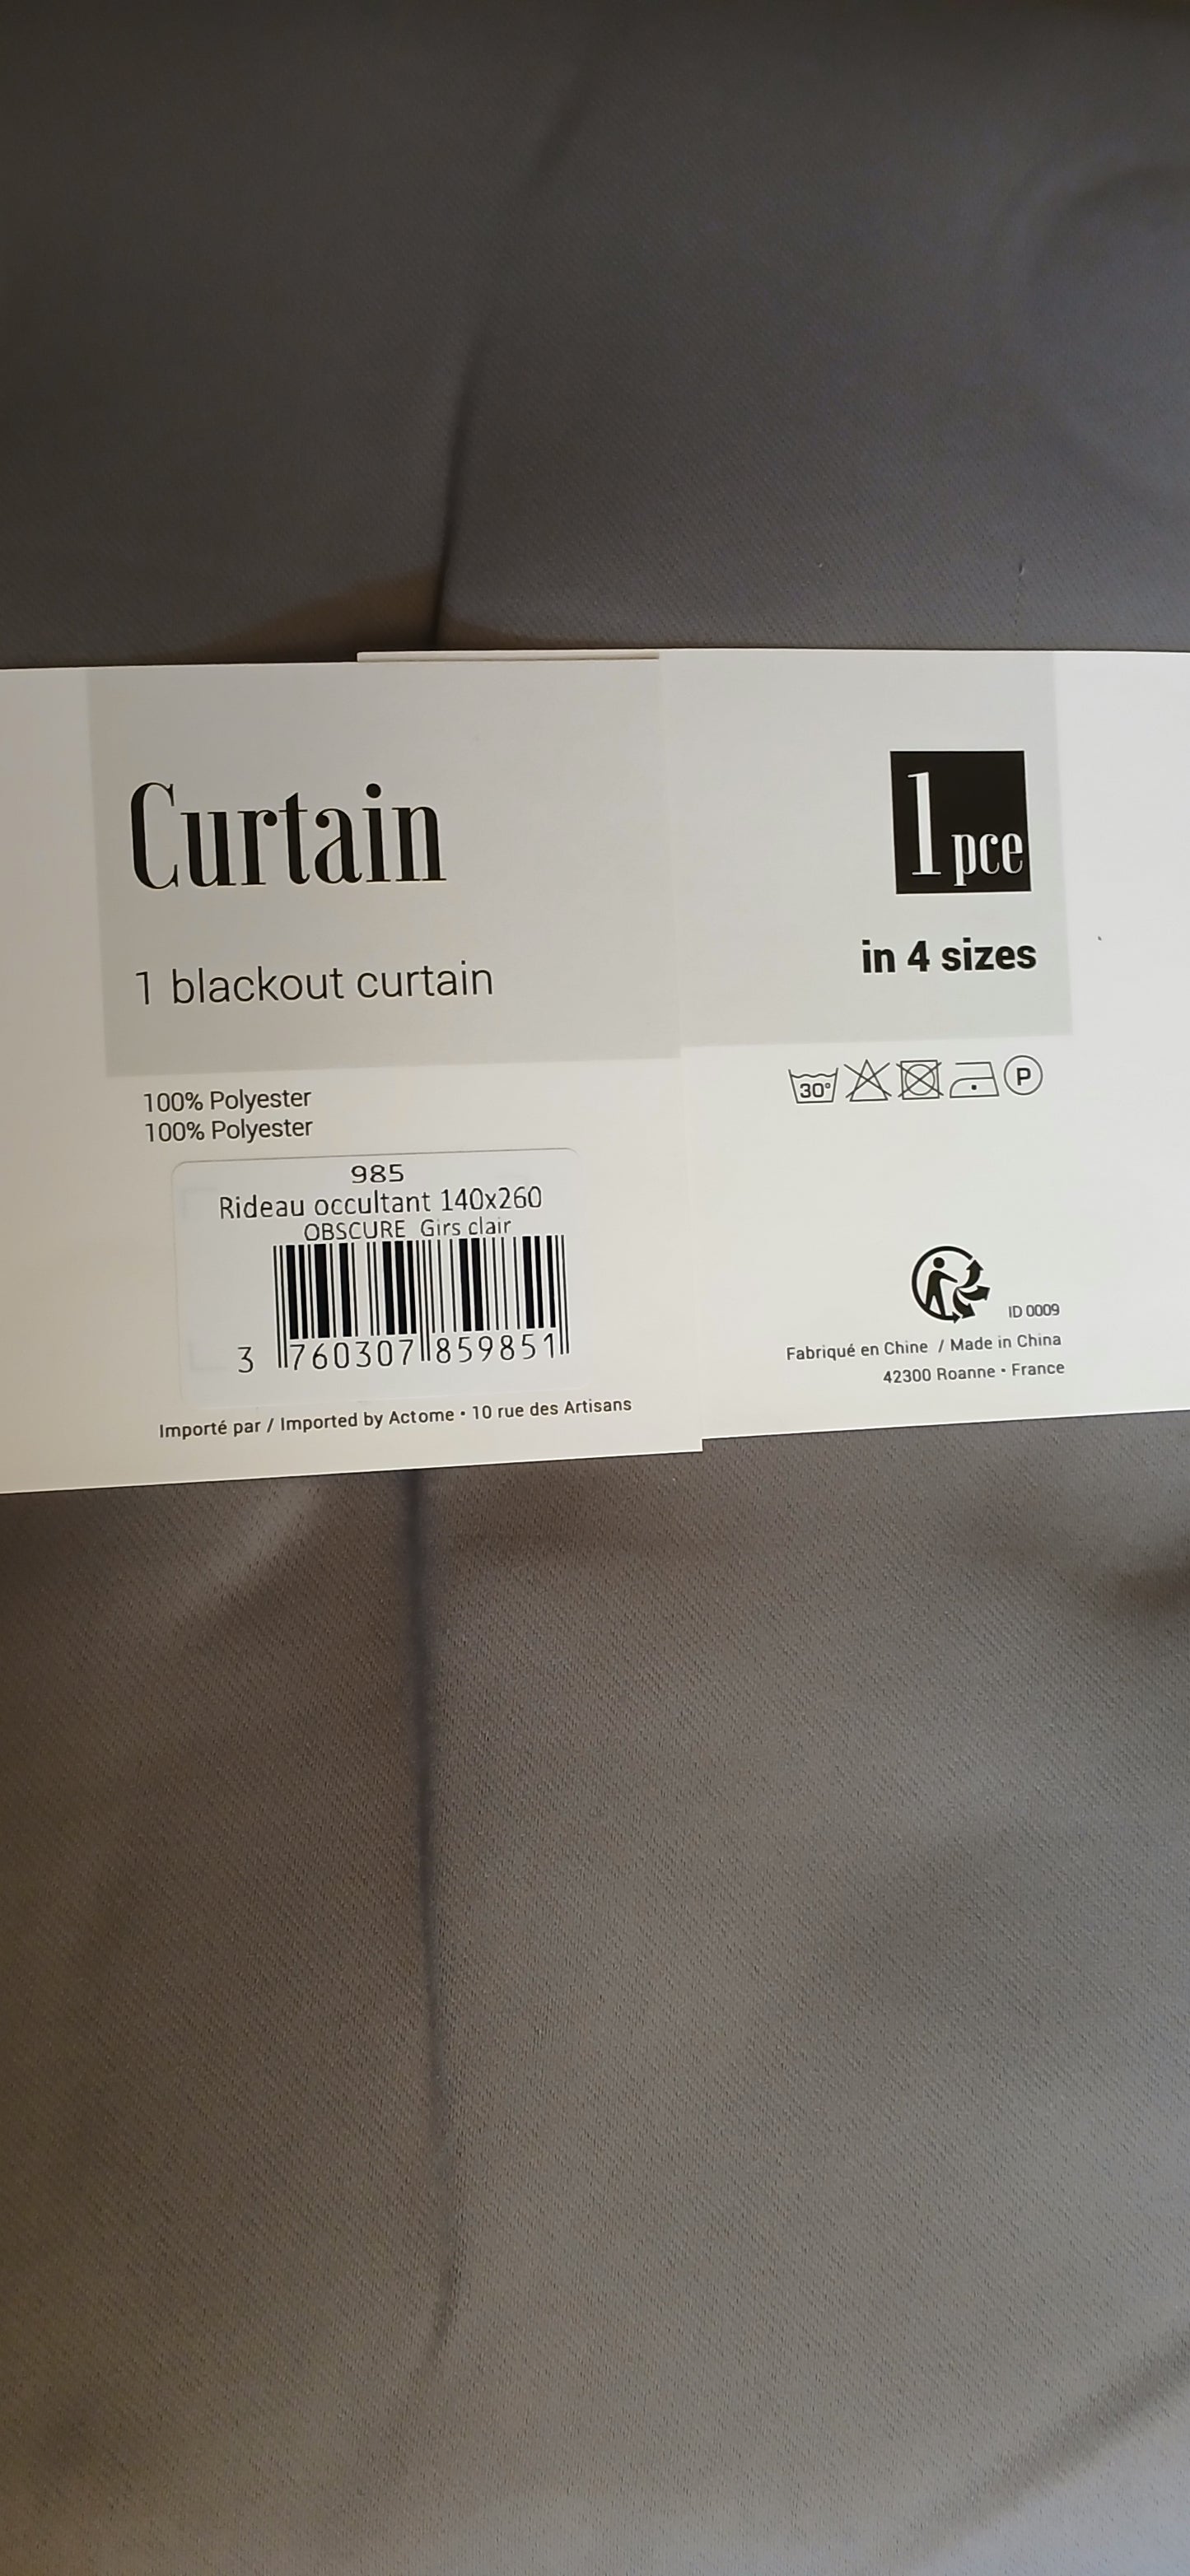 Curtain
1 blackout curtain
1 pce
in 4 sizes
30°
P
100% Polyester
100% Polyester
985
Rideau occultant 140x260
OBSCURE Girs clair
3 760307 859851
Importé par / Imported by Actome • 10 rue des Artisans
ID 0009
Fabriqué en Chine / Made in China
42300 Roanne • France